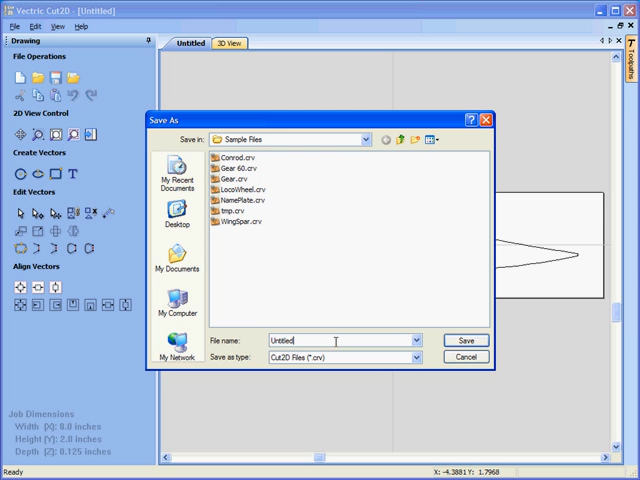 Vectric Cut2D - [Untitled]
File Edit View Help
Drawing
File Operations
2D View Control
Create Vectors
Edit Vectors
Align Vectors
Job Dimensions
Width (X): 8.0 inches
Height (Y): 2.0 inches
Depth (Z): 0.125 inches
Ready
Untitled
3D View
Toolpaths
Save As
Save in:
Sample Files
My Recent Documents
Desktop
My Documents
My Computer
My Network
Conrod.crv
Gear 60.crv
Gear.crv
LocoWheel.crv
NamePlate.crv
tmp.crv
WingSpar.crv
File name:
Untitled
Save
Save as type:
Cut2D Files (*.crv)
Cancel
X: -4.3881 Y: 1.7968